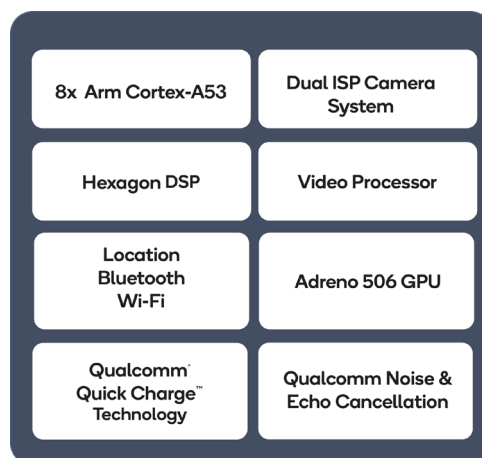 8x Arm Cortex-A53
Dual ISP Camera
System
Hexagon DSP
Video Processor
Location
Bluetooth
Wi-Fi
Adreno 506 GPU
Qualcomm®
Quick Charge™
Technology
Qualcomm Noise &
Echo Cancellation